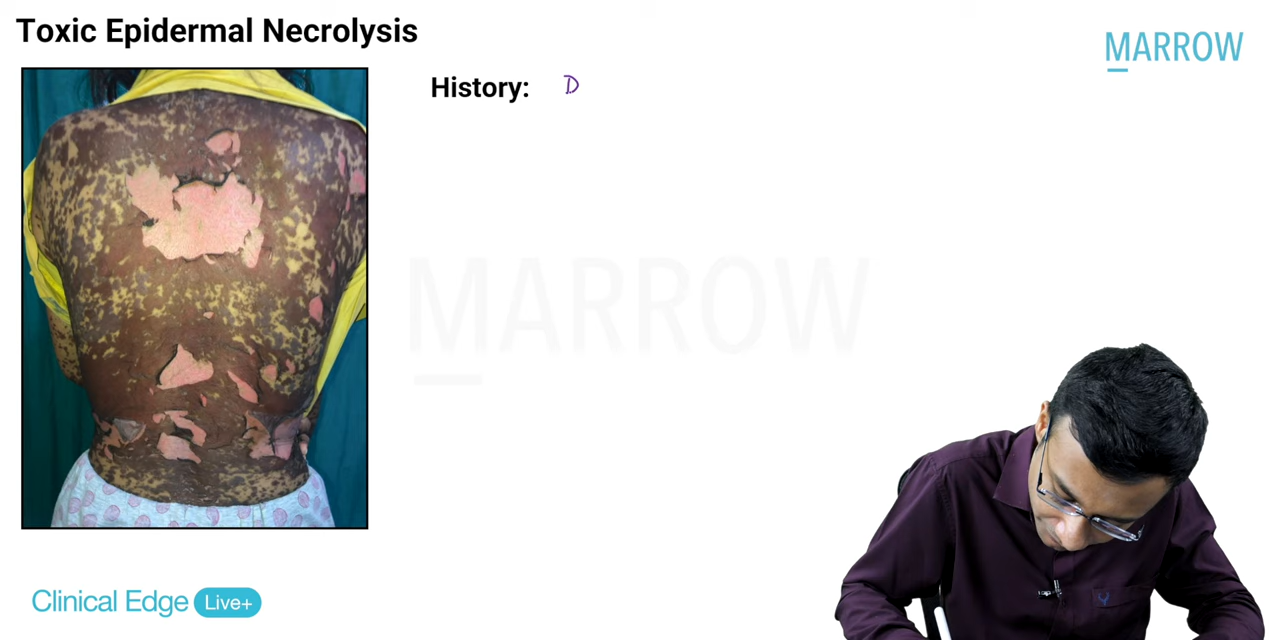 Toxic Epidermal Necrolysis
MARROW
History: D
MARROW
Clinical Edge Live+